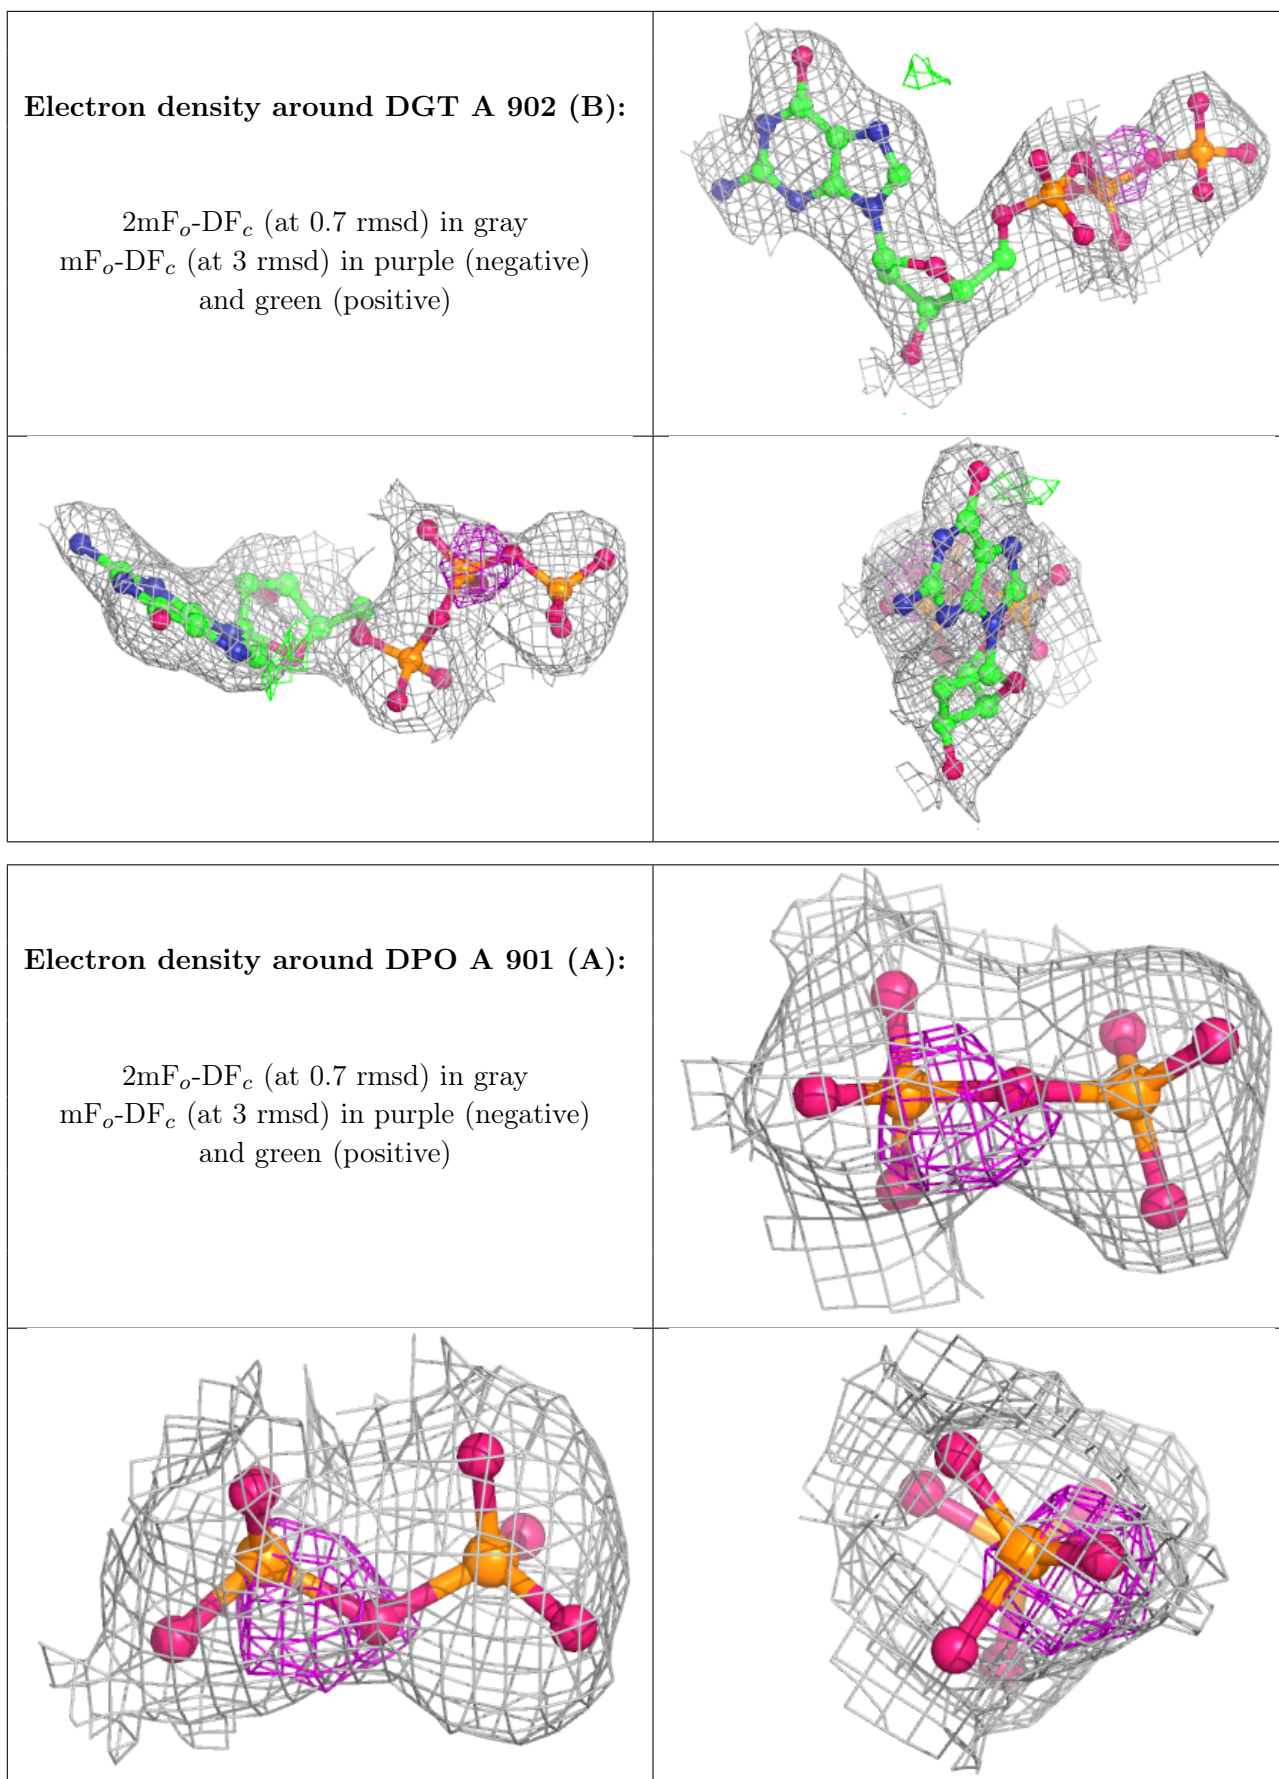 Electron density around DGT A 902 (B):
2mFo-DFc (at 0.7 rmsd) in gray
mFo-DFc (at 3 rmsd) in purple (negative)
and green (positive)
Electron density around DPO A 901 (A):
2mFo-DFc (at 0.7 rmsd) in gray
mFo-DFc (at 3 rmsd) in purple (negative)
and green (positive)